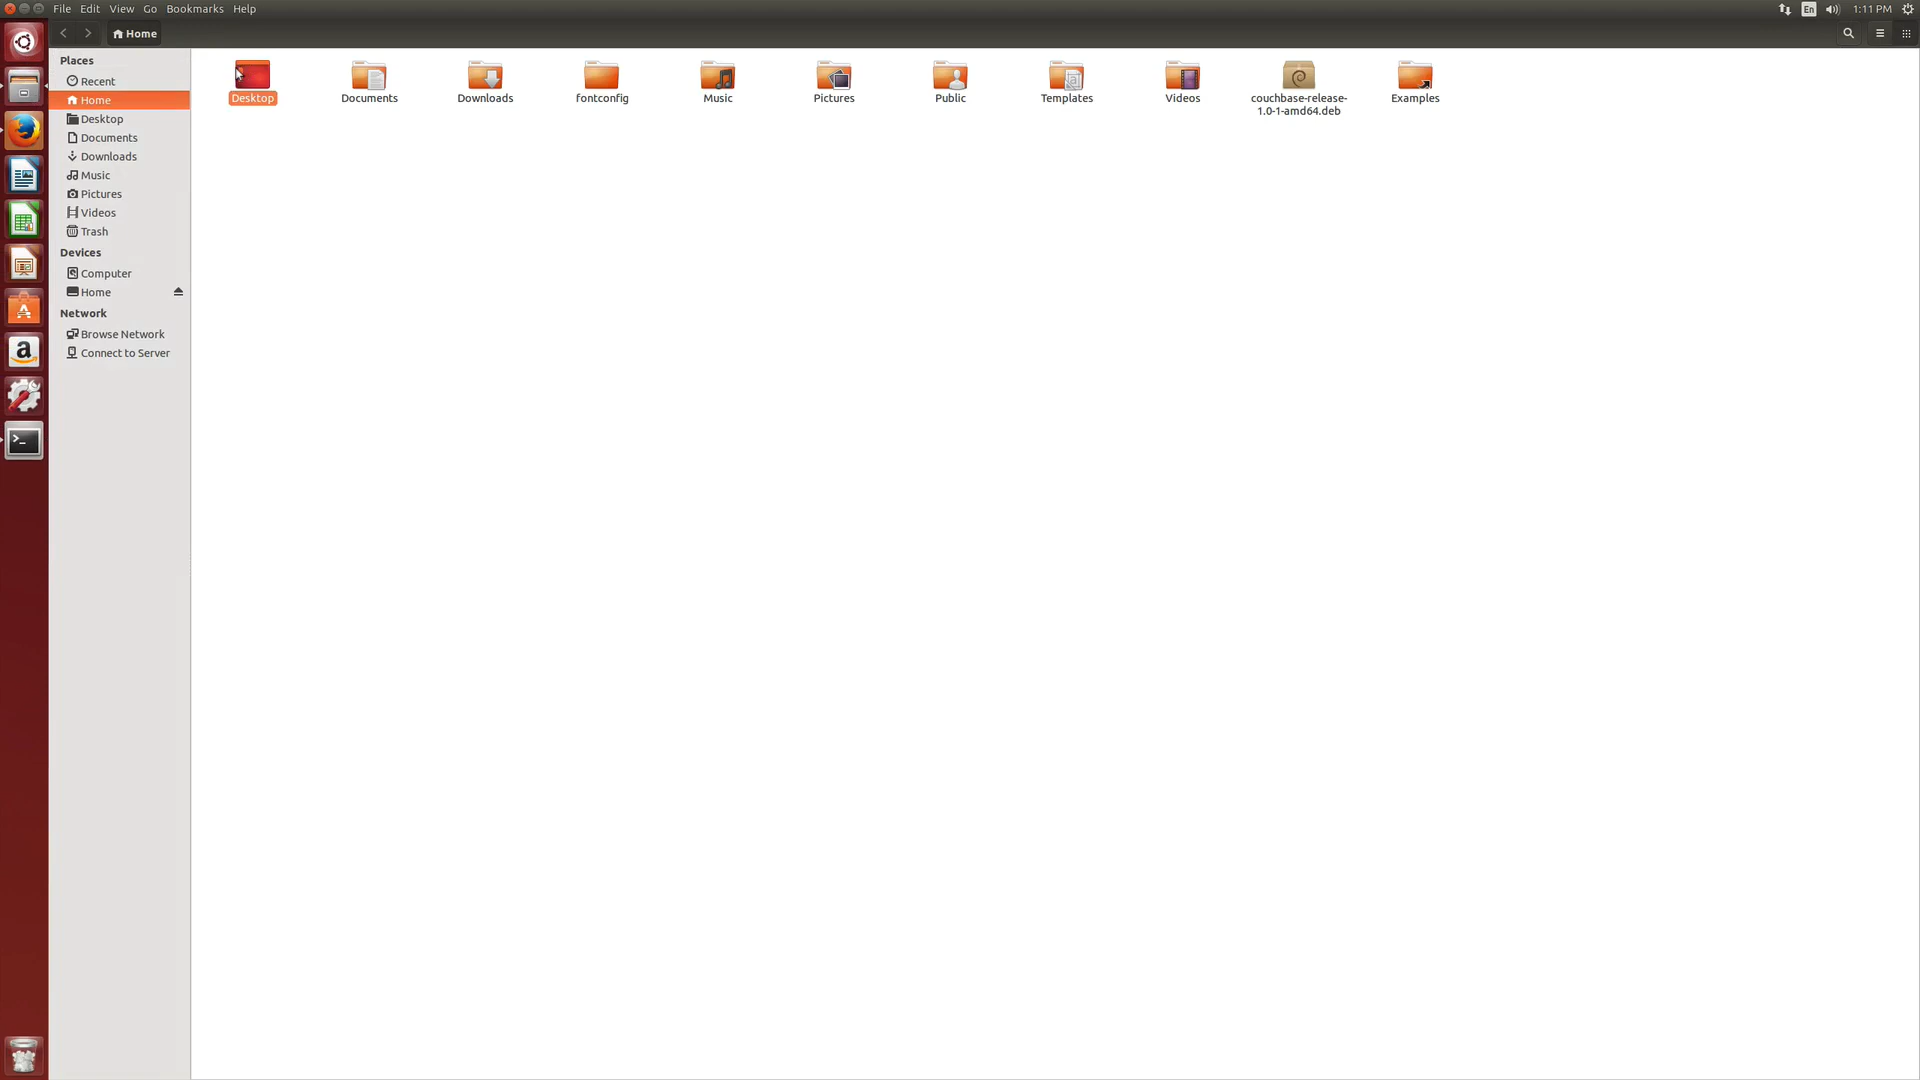 File Edit View Go Bookmarks Help
En
1:11 PM
Home
Places
Recent
Home
Desktop
Documents
Downloads
Music
Pictures
Videos
Trash
Devices
Computer
Home
Network
Browse Network
Connect to Server
Desktop
Documents
Downloads
fontconfig
Music
Pictures
Public
Templates
Videos
couchbase-release-
1.0-1-amd64.deb
Examples